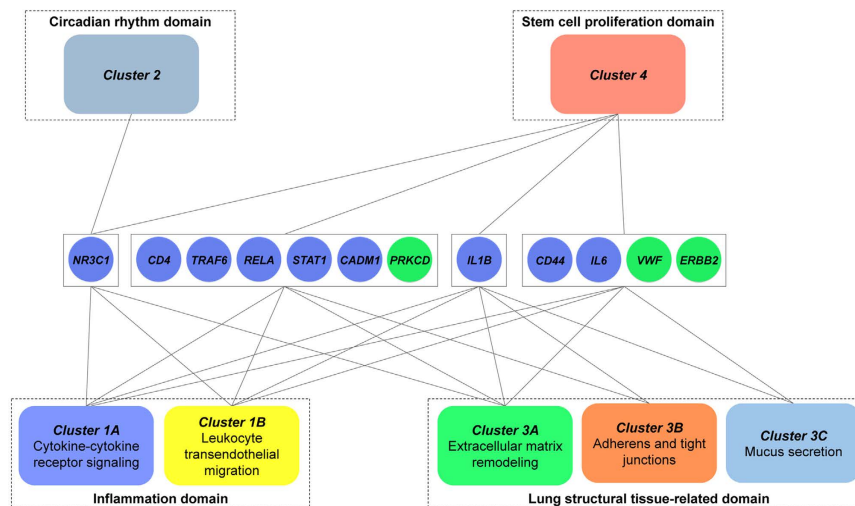 Circadian rhythm domain
Stem cell proliferation domain
Cluster 2
Cluster 4
NR3C1
CD4
TRAF6
RELA
STAT1
CADM1
PRKCD
IL1B
CD44
IL6
VWF
ERBB2
Cluster 1A
Cytokine-cytokine
receptor signaling
Cluster 1B
Leukocyte
transendothelial
migration
Cluster 3A
Extracellular matrix
remodeling
Cluster 3B
Adherens and tight
junctions
Cluster 3C
Mucus secretion
Inflammation domain
Lung structural tissue-related domain